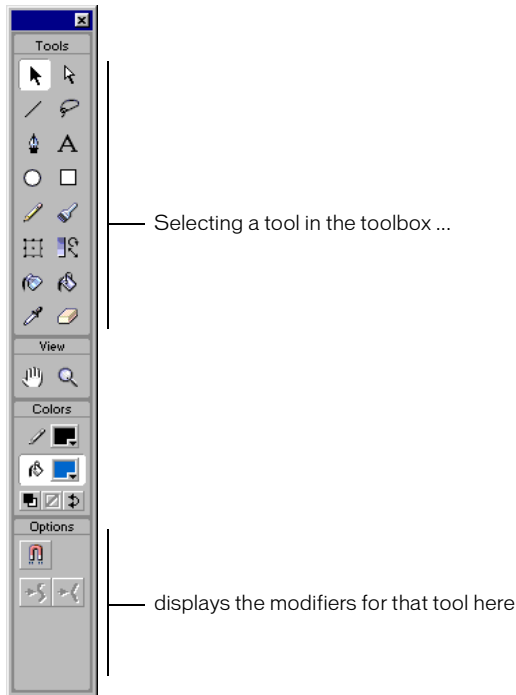 Tools
A
Selecting a tool in the toolbox ...
View
Colors
Options
displays the modifiers for that tool here